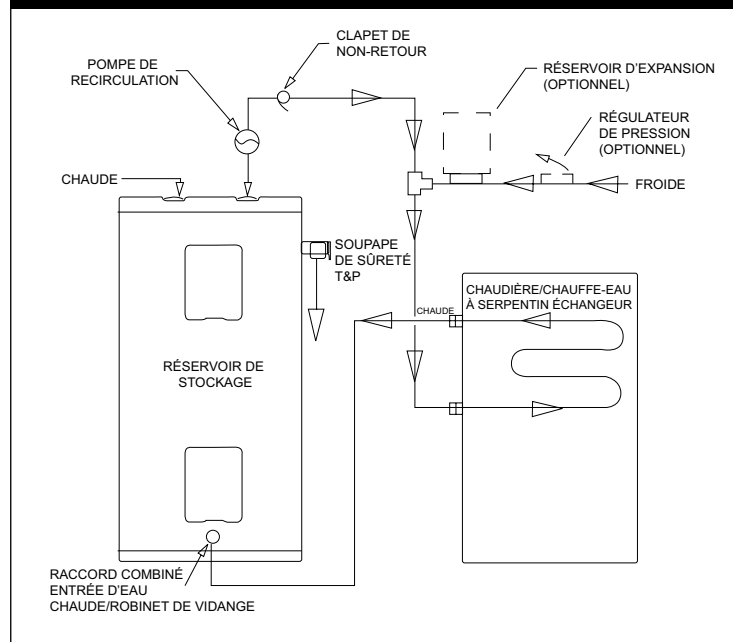 CLAPET DE
NON-RETOUR
POMPE DE
RECIRCULATION
RÉSERVOIR D'EXPANSION
(OPTIONNEL)
RÉGULATEUR
DE PRESSION
(OPTIONNEL)
CHAUDE
FROIDE
SOUPAPE
DE SÛRETÉ
T&P
CHAUDIÈRE/CHAUFFE-EAU
À SERPENTIN ÉCHANGEUR
CHAUDE
RÉSERVOIR DE
STOCKAGE
RACCORD COMBINÉ
ENTRÉE D'EAU
CHAUDE/ROBINET DE VIDANGE